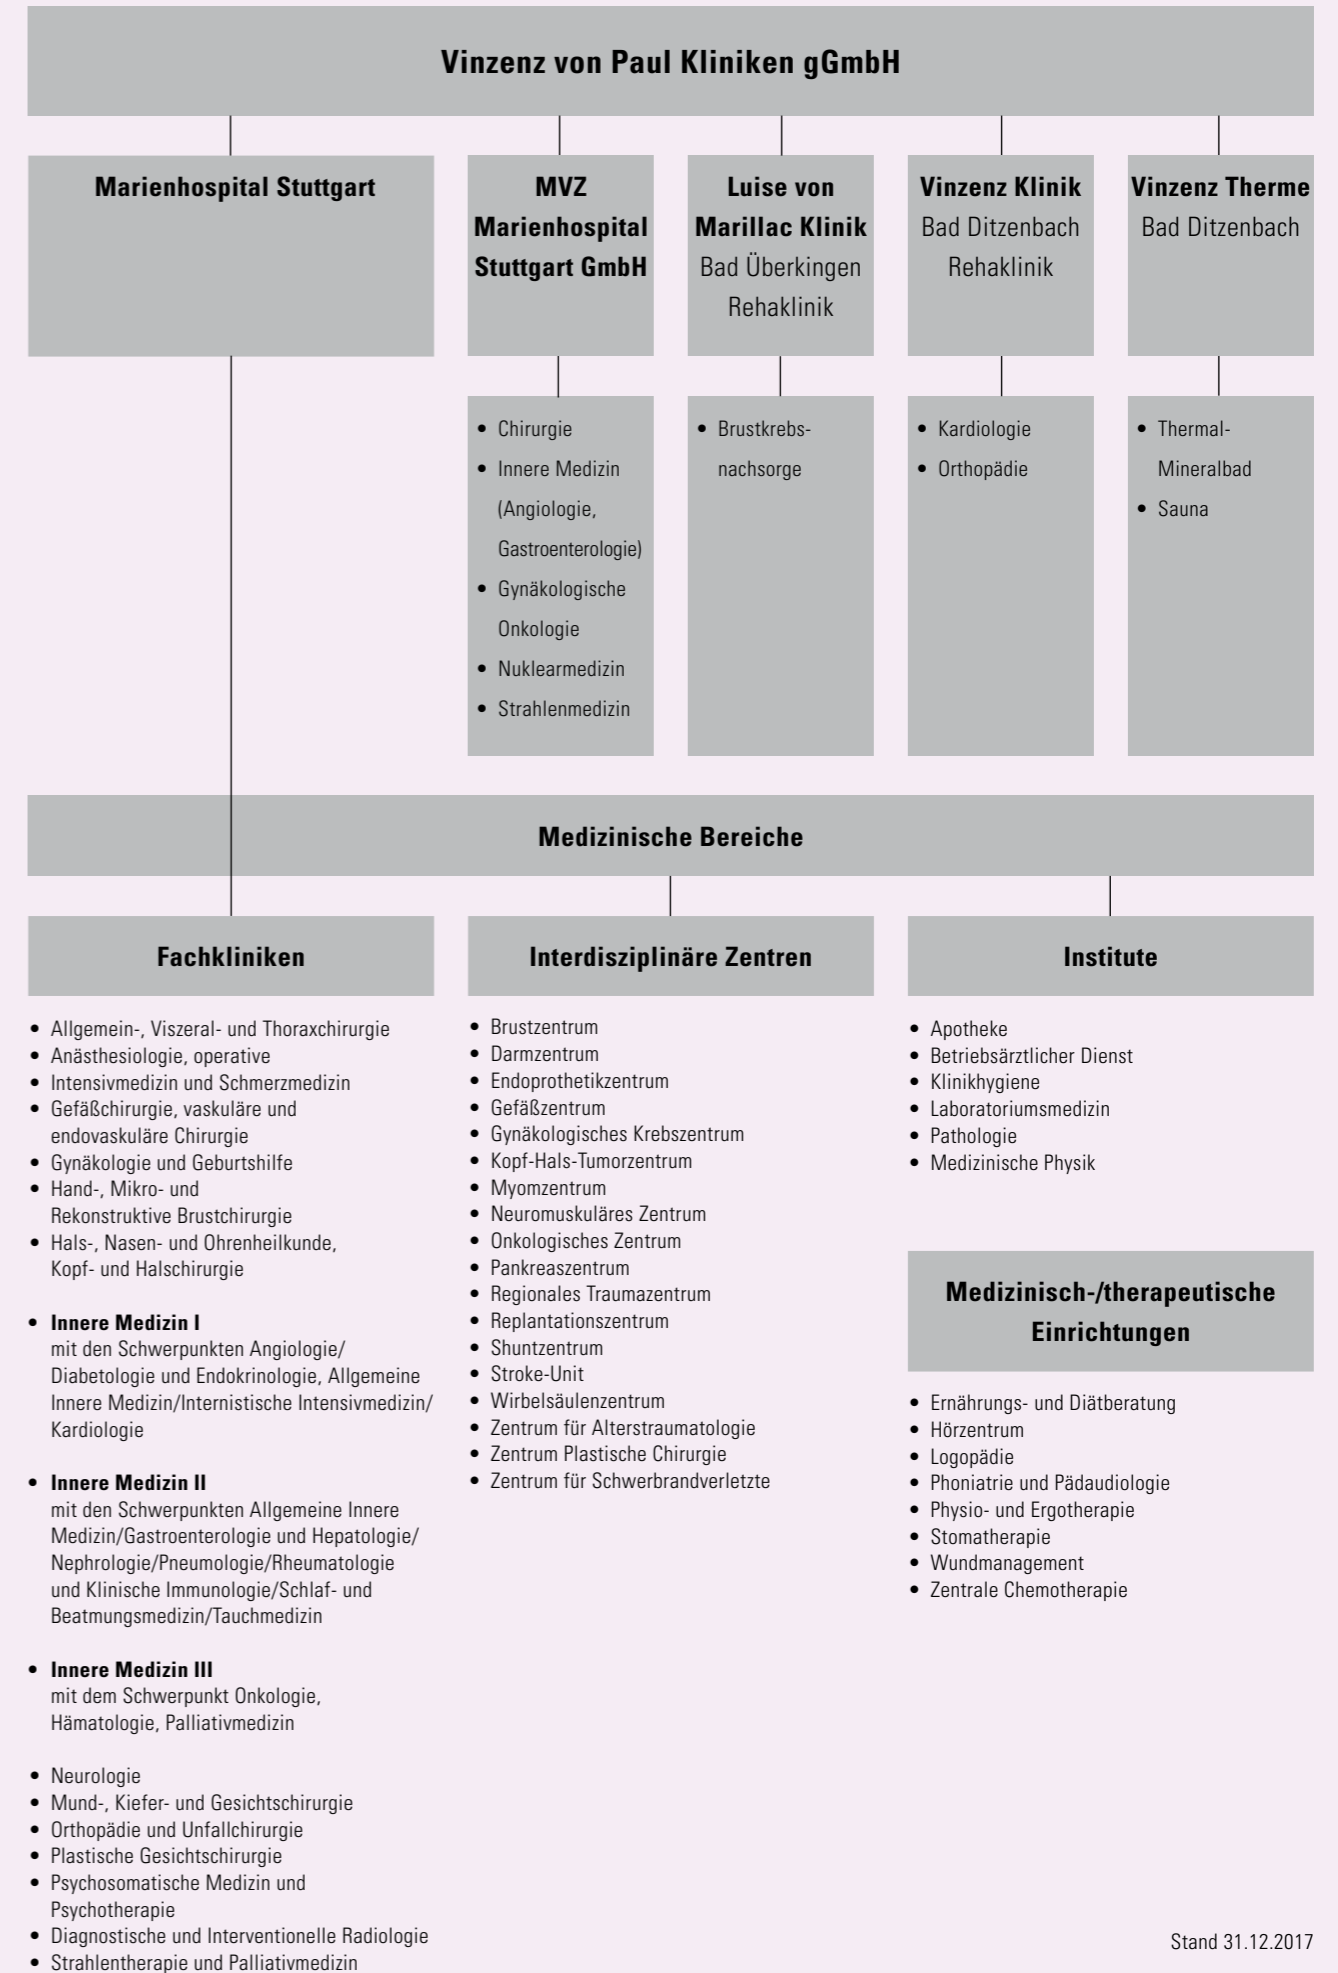 Vinzenz von Paul Kliniken gGmbH
Marienhospital Stuttgart
MVZ
Marienhospital
Stuttgart GmbH
Luise von
Marillac Klinik
Bad Überkingen
Rehaklinik
Vinzenz Klinik
Bad Ditzenbach
Rehaklinik
Vinzenz Therme
Bad Ditzenbach
• Chirurgie
• Innere Medizin
(Angiologie,
Gastroenterologie)
• Gynäkologische
Onkologie
• Nuklearmedizin
• Strahlenmedizin
• Brustkrebs-
nachsorge
• Kardiologie
• Orthopädie
• Thermal-
Mineralbad
• Sauna
Medizinische Bereiche
Fachkliniken
• Allgemein-, Viszeral- und Thoraxchirurgie
• Anästhesiologie, operative
• Intensivmedizin und Schmerzmedizin
• Gefäßchirurgie, vaskuläre und
endovaskuläre Chirurgie
• Gynäkologie und Geburtshilfe
• Hand-, Mikro- und
Rekonstruktive Brustchirurgie
• Hals-, Nasen- und Ohrenheilkunde,
Kopf- und Halschirurgie
• Innere Medizin I
mit den Schwerpunkten Angiologie/
Diabetologie und Endokrinologie, Allgemeine
Innere Medizin/Internistische Intensivmedizin/
Kardiologie
• Innere Medizin II
mit den Schwerpunkten Allgemeine Innere
Medizin/Gastroenterologie und Hepatologie/
Nephrologie/Pneumologie/Rheumatologie
und Klinische Immunologie/Schlaf- und
Beatmungsmedizin/Tauchmedizin
• Innere Medizin III
mit dem Schwerpunkt Onkologie,
Hämatologie, Palliativmedizin
• Neurologie
• Mund-, Kiefer- und Gesichtschirurgie
• Orthopädie und Unfallchirurgie
• Plastische Gesichtschirurgie
• Psychosomatische Medizin und
Psychotherapie
• Diagnostische und Interventionelle Radiologie
• Strahlentherapie und Palliativmedizin
Interdisziplinäre Zentren
• Brustzentrum
• Darmzentrum
• Endoprothetikzentrum
• Gefäßzentrum
• Gynäkologisches Krebszentrum
• Kopf-Hals-Tumorzentrum
• Myomzentrum
• Neuromuskuläres Zentrum
• Onkologisches Zentrum
• Pankreaszentrum
• Regionales Traumazentrum
• Replantationszentrum
• Shuntzentrum
• Stroke-Unit
• Wirbelsäulenzentrum
• Zentrum für Alterstraumatologie
• Zentrum Plastische Chirurgie
• Zentrum für Schwerbrandverletzte
Institute
• Apotheke
• Betriebsärztlicher Dienst
• Klinikhygiene
• Laboratoriumsmedizin
• Pathologie
• Medizinische Physik
Medizinisch-/therapeutische
Einrichtungen
• Ernährungs- und Diätberatung
• Hörzentrum
• Logopädie
• Phoniatrie und Pädaudiologie
• Physio- und Ergotherapie
• Stomatherapie
• Wundmanagement
• Zentrale Chemotherapie
Stand 31.12.2017